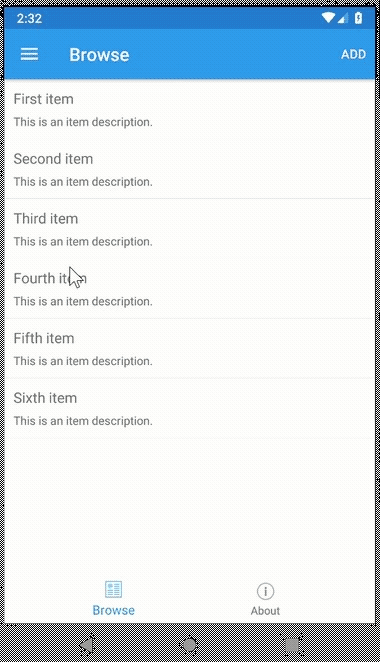 2:32
Browse
ADD
First item
This is an item description.
Second item
This is an item description.
Third item
This is an item description.
Fourth item
This is an item description.
Fifth item
This is an item description.
Sixth item
This is an item description.
Browse
About